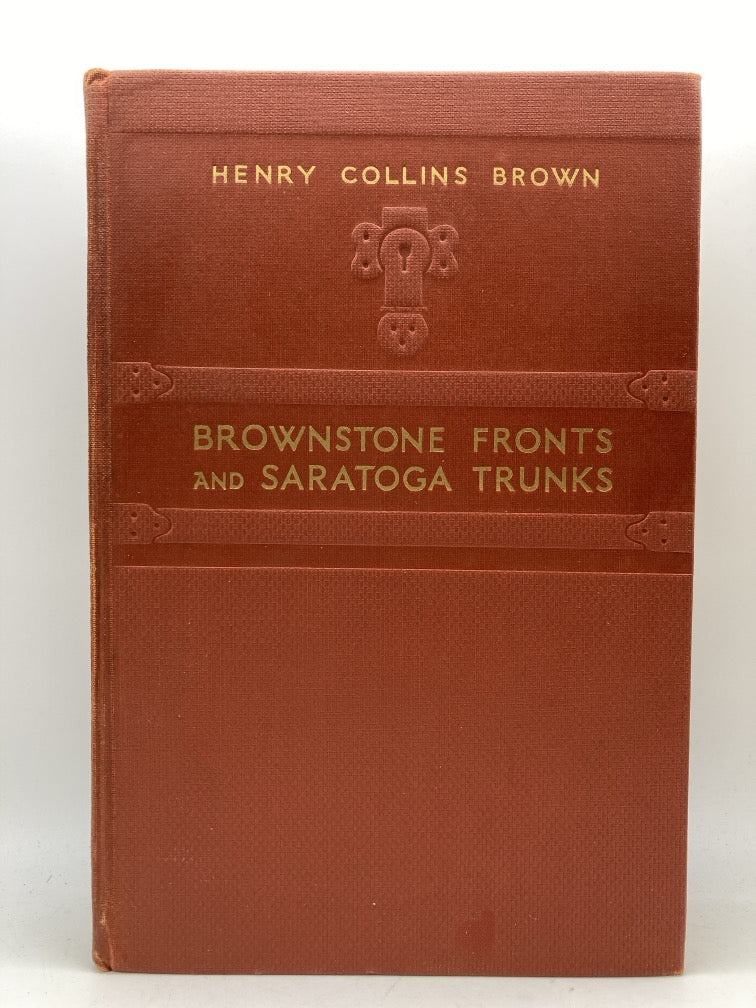 HENRY COLLINS BROWN
BROWNSTONE FRONTS
AND SARATOGA TRUNKS